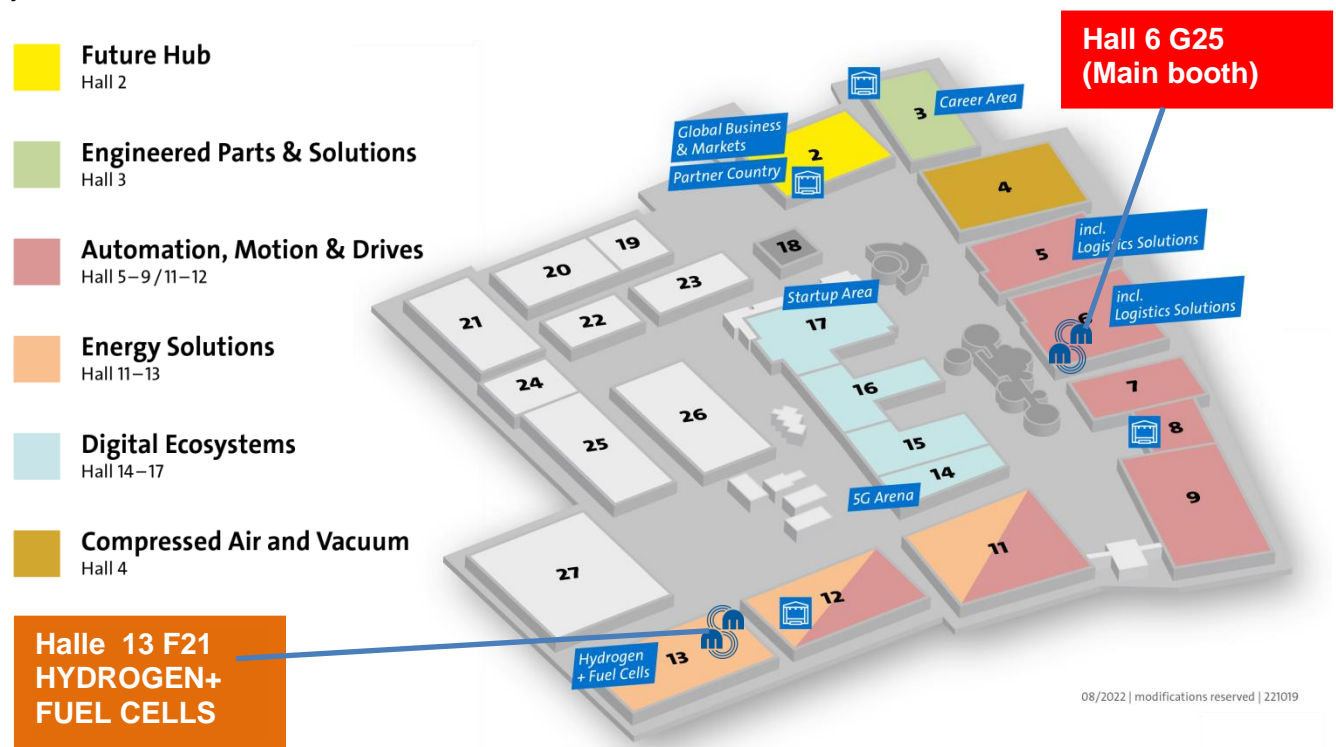 Future Hub
Hall 2
Engineered Parts & Solutions
Hall 3
Automation, Motion & Drives
Hall 5–9/11–12
Energy Solutions
Hall 11–13
Digital Ecosystems
Hall 14–17
Compressed Air and Vacuum
Hall 4
Halle 13 F21
HYDROGEN+
FUEL CELLS
Hall 6 G25
(Main booth)
3
Career Area
Global Business
& Markets
Partner Country
2
4
5
incl.
Logistics Solutions
6
incl.
Logistics Solutions
19
20
18
23
21
22
Startup Area
17
24
16
7
26
8
25
15
14
5G Arena
9
27
11
12
Hydrogen
+ Fuel Cells
13
m
m
m
m
08/2022 | modifications reserved | 221019